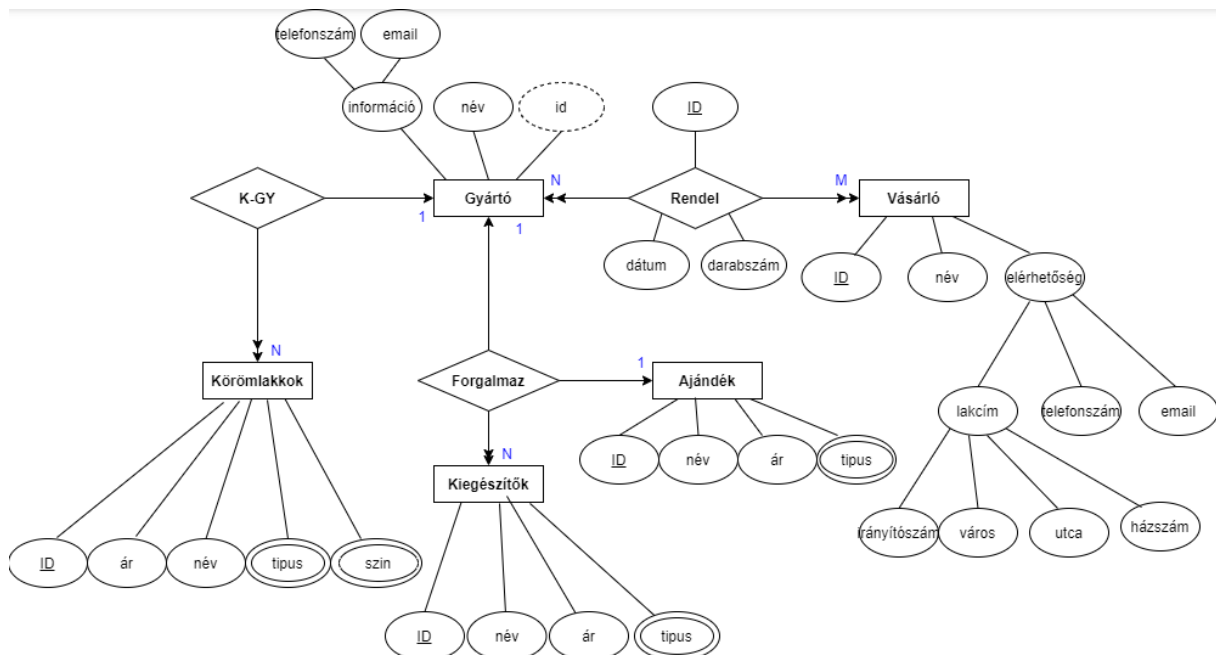 telefonszám email
információ név id ID
K-GY Gyártó N Rendel M Vásárló
1 1
dátum darabszám ID név elérhetőség
N 1
Körömlakkok Forgalmaz Ajándék
lakcím telefonszám email
ID név ár tipus
N
Kiegészítők
irányítószám város utca házszám
ID ár név tipus szin
ID név ár tipus